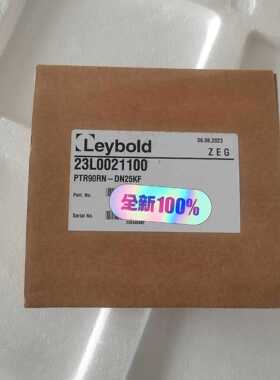 Leybold
06.06.2023
ZEG
23L0021100
PTR90RN-DN25KF
Part. No.
全新100%
Serial No.